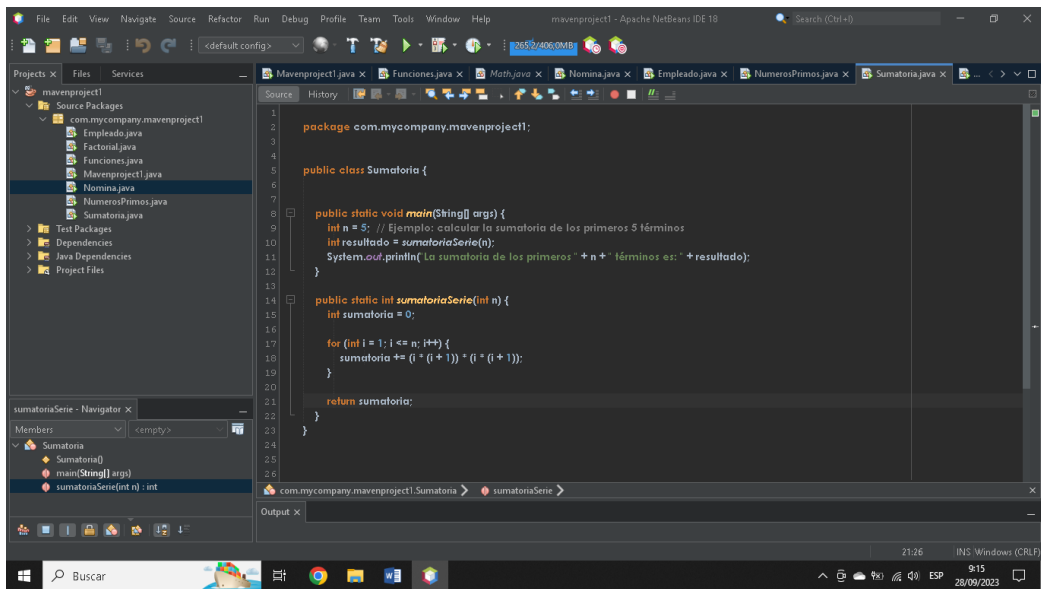 File Edit View Navigate Source Refactor Run Debug Profile Team Tools Window Help mavenproject1 - Apache NetBeans IDE 18 Search (Ctrl+I)
<default config> 265.2/406.0MB
Projects Files Services
Mavenproject1.java Funciones.java Math.java Nomina.java Empleado.java NumerosPrimos.java Sumatoria.java
Source History
mavenproject1
Source Packages
com.mycompany.mavenproject1
Empleado.java
Factorial.java
Funciones.java
Mavenproject1.java
Nomina.java
NumerosPrimos.java
Sumatoria.java
Test Packages
Dependencies
Java Dependencies
Project Files
1
2 package com.mycompany.mavenproject1;
3
4
5 public class Sumatoria {
6
7
8 public static void main(String[] args) {
9 int n = 5; // Ejemplo: calcular la sumatoria de los primeros 5 términos
10 int resultado = sumatoriaSerie(n);
11 System.out.println("La sumatoria de los primeros " + n + " términos es: " + resultado);
12 }
13
14 public static int sumatoriaSerie(int n) {
15 int sumatoria = 0;
16
17 for (int i = 1; i <= n; i++) {
18 sumatoria += (i * (i + 1)) * (i * (i + 1));
19 }
20
21 return sumatoria;
22 }
23 }
24
25
26
sumatoriaSerie - Navigator
Members <empty>
Sumatoria
Sumatoria()
main(String[] args)
sumatoriaSerie(int n) : int
com.mycompany.mavenproject1.Sumatoria sumatoriaSerie
Output
21:26 INS Windows (CRLF)
Buscar
ESP
9:15
28/09/2023